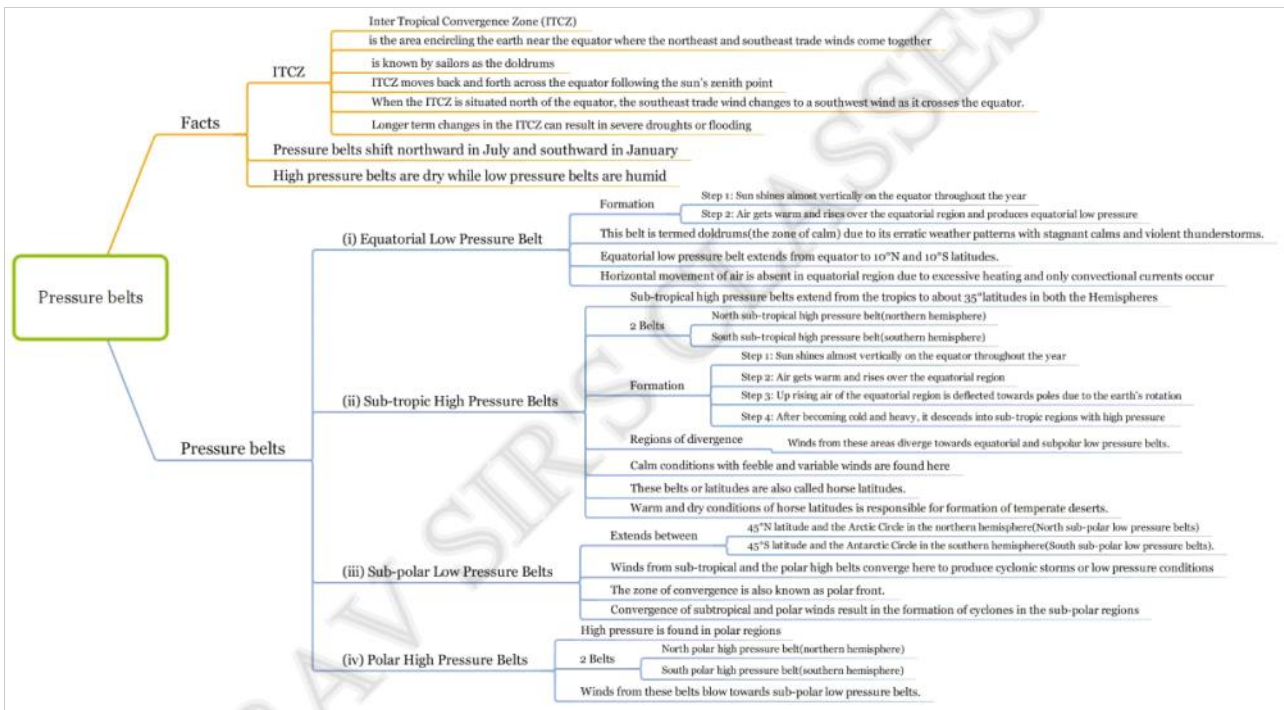 Pressure belts
Facts
ITCZ
Inter Tropical Convergence Zone (ITCZ)
is the area encircling the earth near the equator where the northeast and southeast trade winds come together
is known by sailors as the doldrums
ITCZ moves back and forth across the equator following the sun's zenith point
When the ITCZ is situated north of the equator, the southeast trade wind changes to a southwest wind as it crosses the equator.
Longer term changes in the ITCZ can result in severe droughts or flooding
Pressure belts shift northward in July and southward in January
High pressure belts are dry while low pressure belts are humid
Pressure belts
(i) Equatorial Low Pressure Belt
Formation
Step 1: Sun shines almost vertically on the equator throughout the year
Step 2: Air gets warm and rises over the equatorial region and produces equatorial low pressure
This belt is termed doldrums(the zone of calm) due to its erratic weather patterns with stagnant calms and violent thunderstorms.
Equatorial low pressure belt extends from equator to 10°N and 10°S latitudes.
Horizontal movement of air is absent in equatorial region due to excessive heating and only convectional currents occur
(ii) Sub-tropic High Pressure Belts
Sub-tropical high pressure belts extend from the tropics to about 35°latitudes in both the Hemispheres
2 Belts
North sub-tropical high pressure belt(northern hemisphere)
South sub-tropical high pressure belt(southern hemisphere)
Formation
Step 1: Sun shines almost vertically on the equator throughout the year
Step 2: Air gets warm and rises over the equatorial region
Step 3: Up rising air of the equatorial region is deflected towards poles due to the earth's rotation
Step 4: After becoming cold and heavy, it descends into sub-tropic regions with high pressure
Regions of divergence
Winds from these areas diverge towards equatorial and subpolar low pressure belts.
Calm conditions with feeble and variable winds are found here
These belts or latitudes are also called horse latitudes.
Warm and dry conditions of horse latitudes is responsible for formation of temperate deserts.
(iii) Sub-polar Low Pressure Belts
Extends between
45°N latitude and the Arctic Circle in the northern hemisphere(North sub-polar low pressure belts)
45°S latitude and the Antarctic Circle in the southern hemisphere(South sub-polar low pressure belts).
Winds from sub-tropical and the polar high belts converge here to produce cyclonic storms or low pressure conditions
The zone of convergence is also known as polar front.
Convergence of subtropical and polar winds result in the formation of cyclones in the sub-polar regions
(iv) Polar High Pressure Belts
High pressure is found in polar regions
2 Belts
North polar high pressure belt(northern hemisphere)
South polar high pressure belt(southern hemisphere)
Winds from these belts blow towards sub-polar low pressure belts.
RAV SIR'S CLASSES